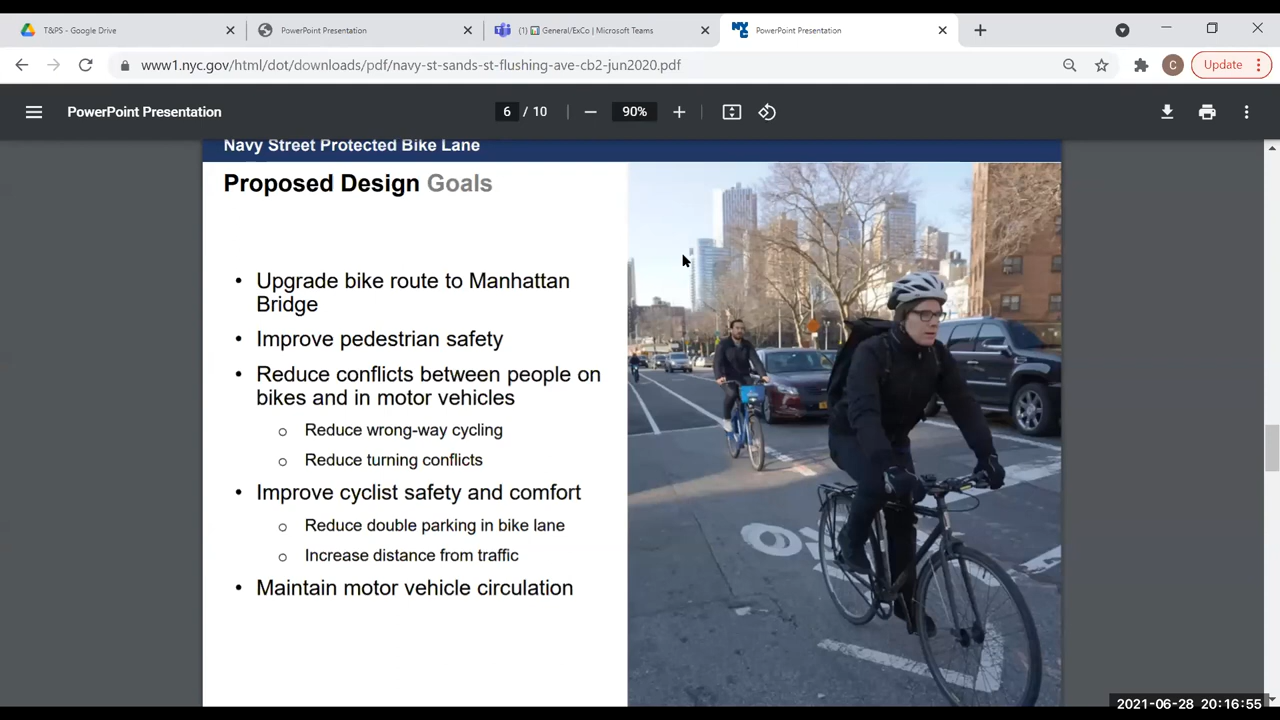 T&PS - Google Drive
PowerPoint Presentation
(1) General/ExCo | Microsoft Teams
NYC
PowerPoint Presentation
www1.nyc.gov/html/dot/downloads/pdf/navy-st-sands-st-flushing-ave-cb2-jun2020.pdf
C
Update
PowerPoint Presentation
6 / 10
90%
Navy Street Protected Bike Lane
Proposed Design Goals
• Upgrade bike route to Manhattan
Bridge
• Improve pedestrian safety
• Reduce conflicts between people on
bikes and in motor vehicles
o Reduce wrong-way cycling
o Reduce turning conflicts
• Improve cyclist safety and comfort
o Reduce double parking in bike lane
o Increase distance from traffic
• Maintain motor vehicle circulation
2021-06-28 20:16:55